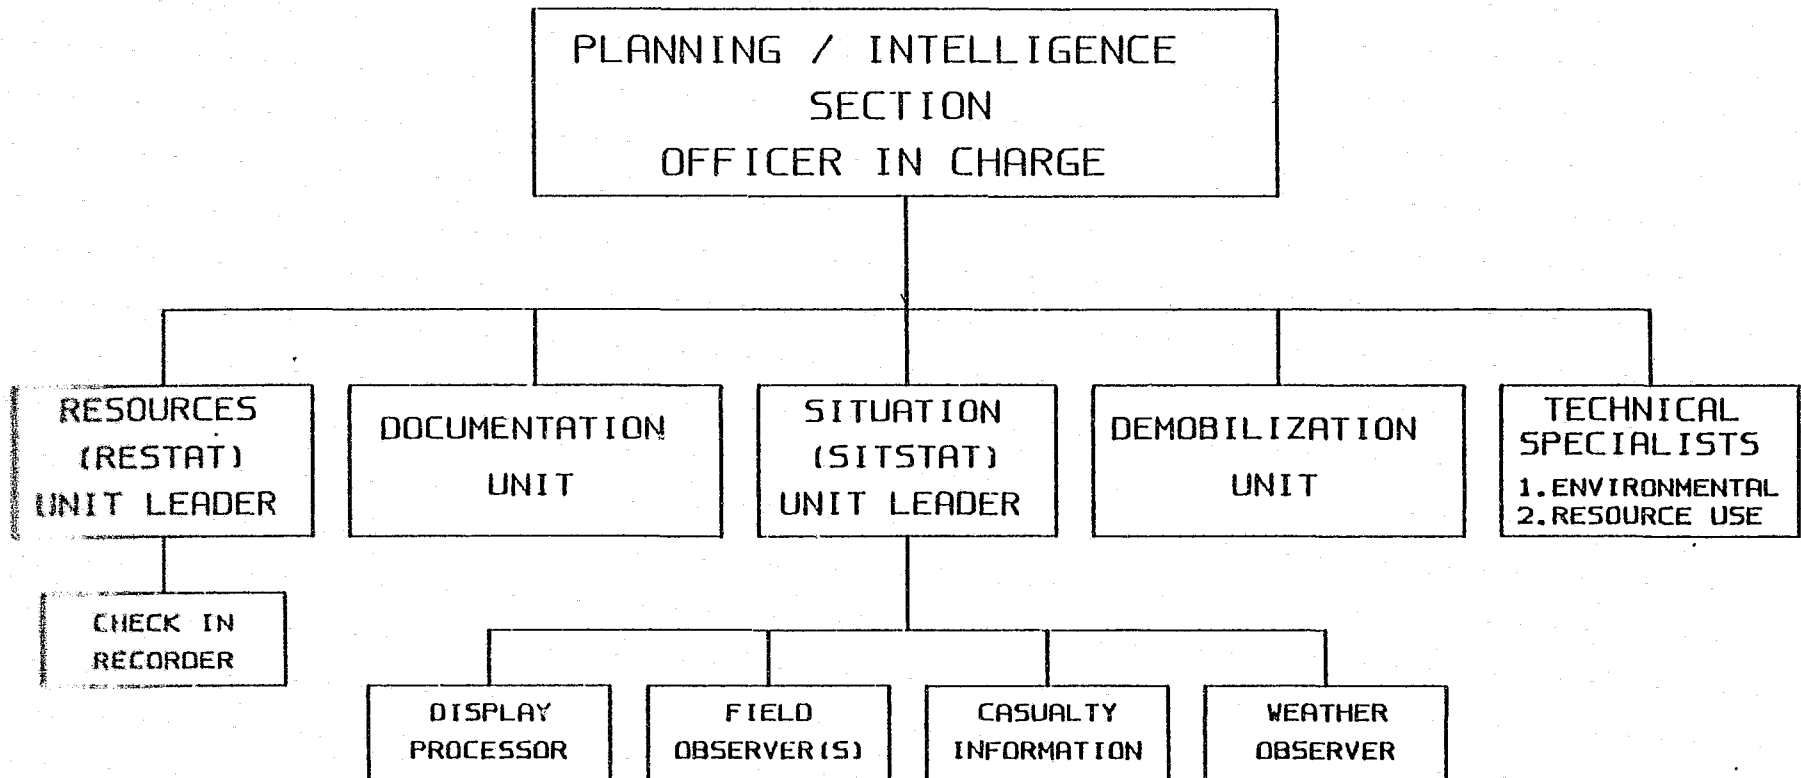 PLANNING / INTELLIGENCE
SECTION
OFFICER IN CHARGE
RESOURCES
(RESTAT)
UNIT LEADER
DOCUMENTATION
UNIT
SITUATION
(SITSTAT)
UNIT LEADER
DEMOBILIZATION
UNIT
TECHNICAL
SPECIALISTS
1. ENVIRONMENTAL
2. RESOURCE USE
CHECK IN
RECORDER
DISPLAY
PROCESSOR
FIELD
OBSERVER(S)
CASUALTY
INFORMATION
WEATHER
OBSERVER